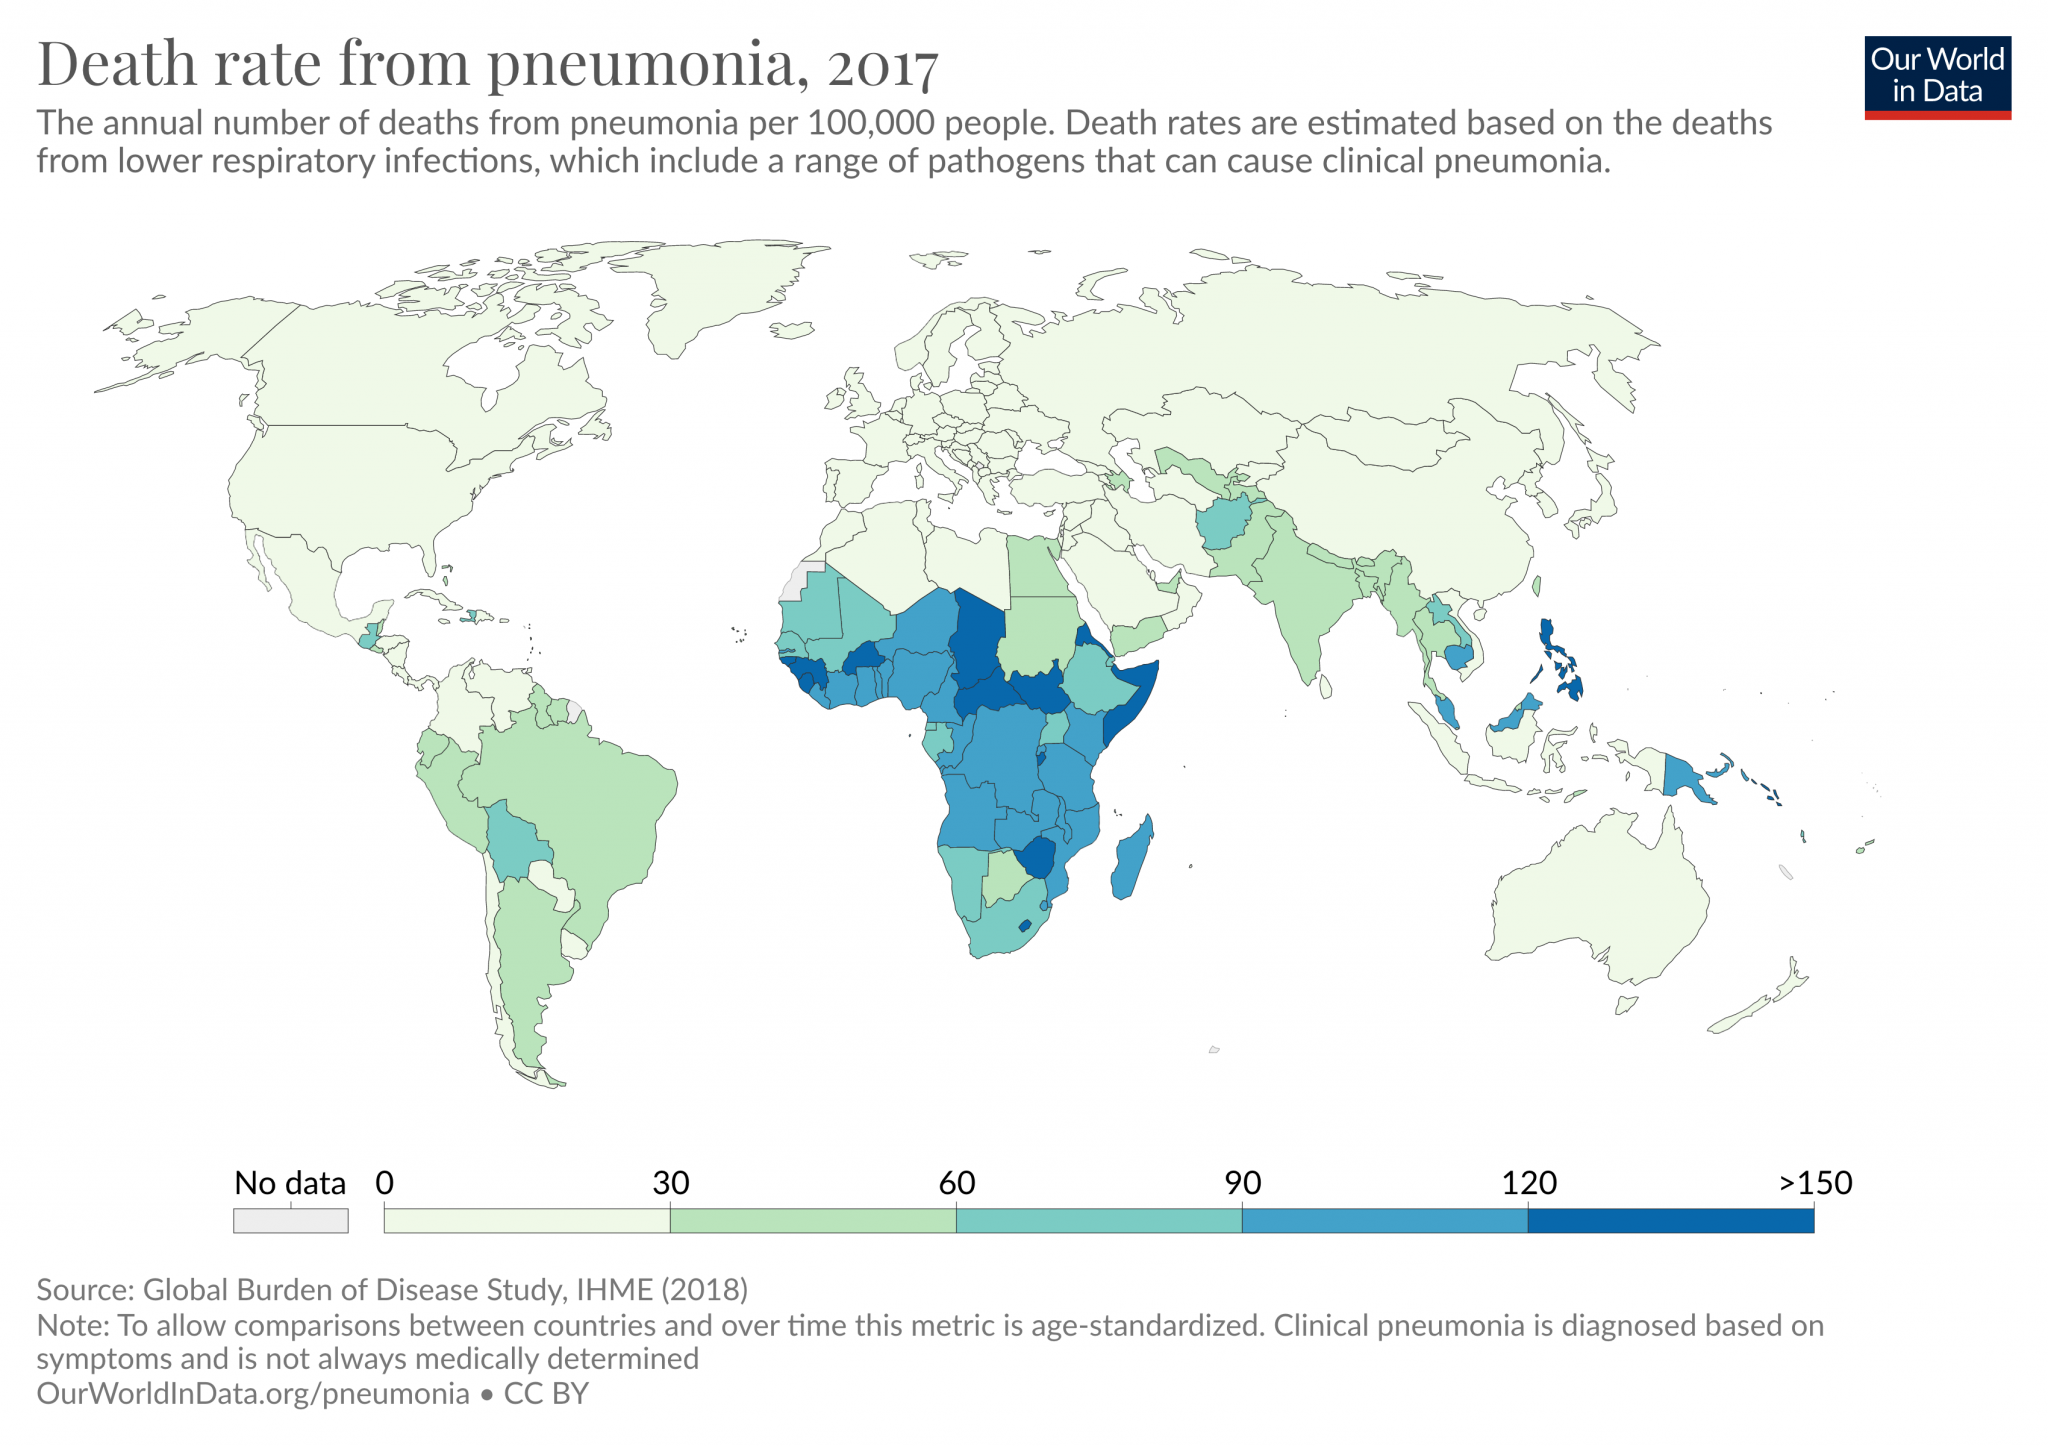 Death rate from pneumonia, 2017
Our World
in Data
The annual number of deaths from pneumonia per 100,000 people. Death rates are estimated based on the deaths
from lower respiratory infections, which include a range of pathogens that can cause clinical pneumonia.
No data 0 30 60 90 120 >150
Source: Global Burden of Disease Study, IHME (2018)
Note: To allow comparisons between countries and over time this metric is age-standardized. Clinical pneumonia is diagnosed based on
symptoms and is not always medically determined
OurWorldInData.org/pneumonia • CC BY